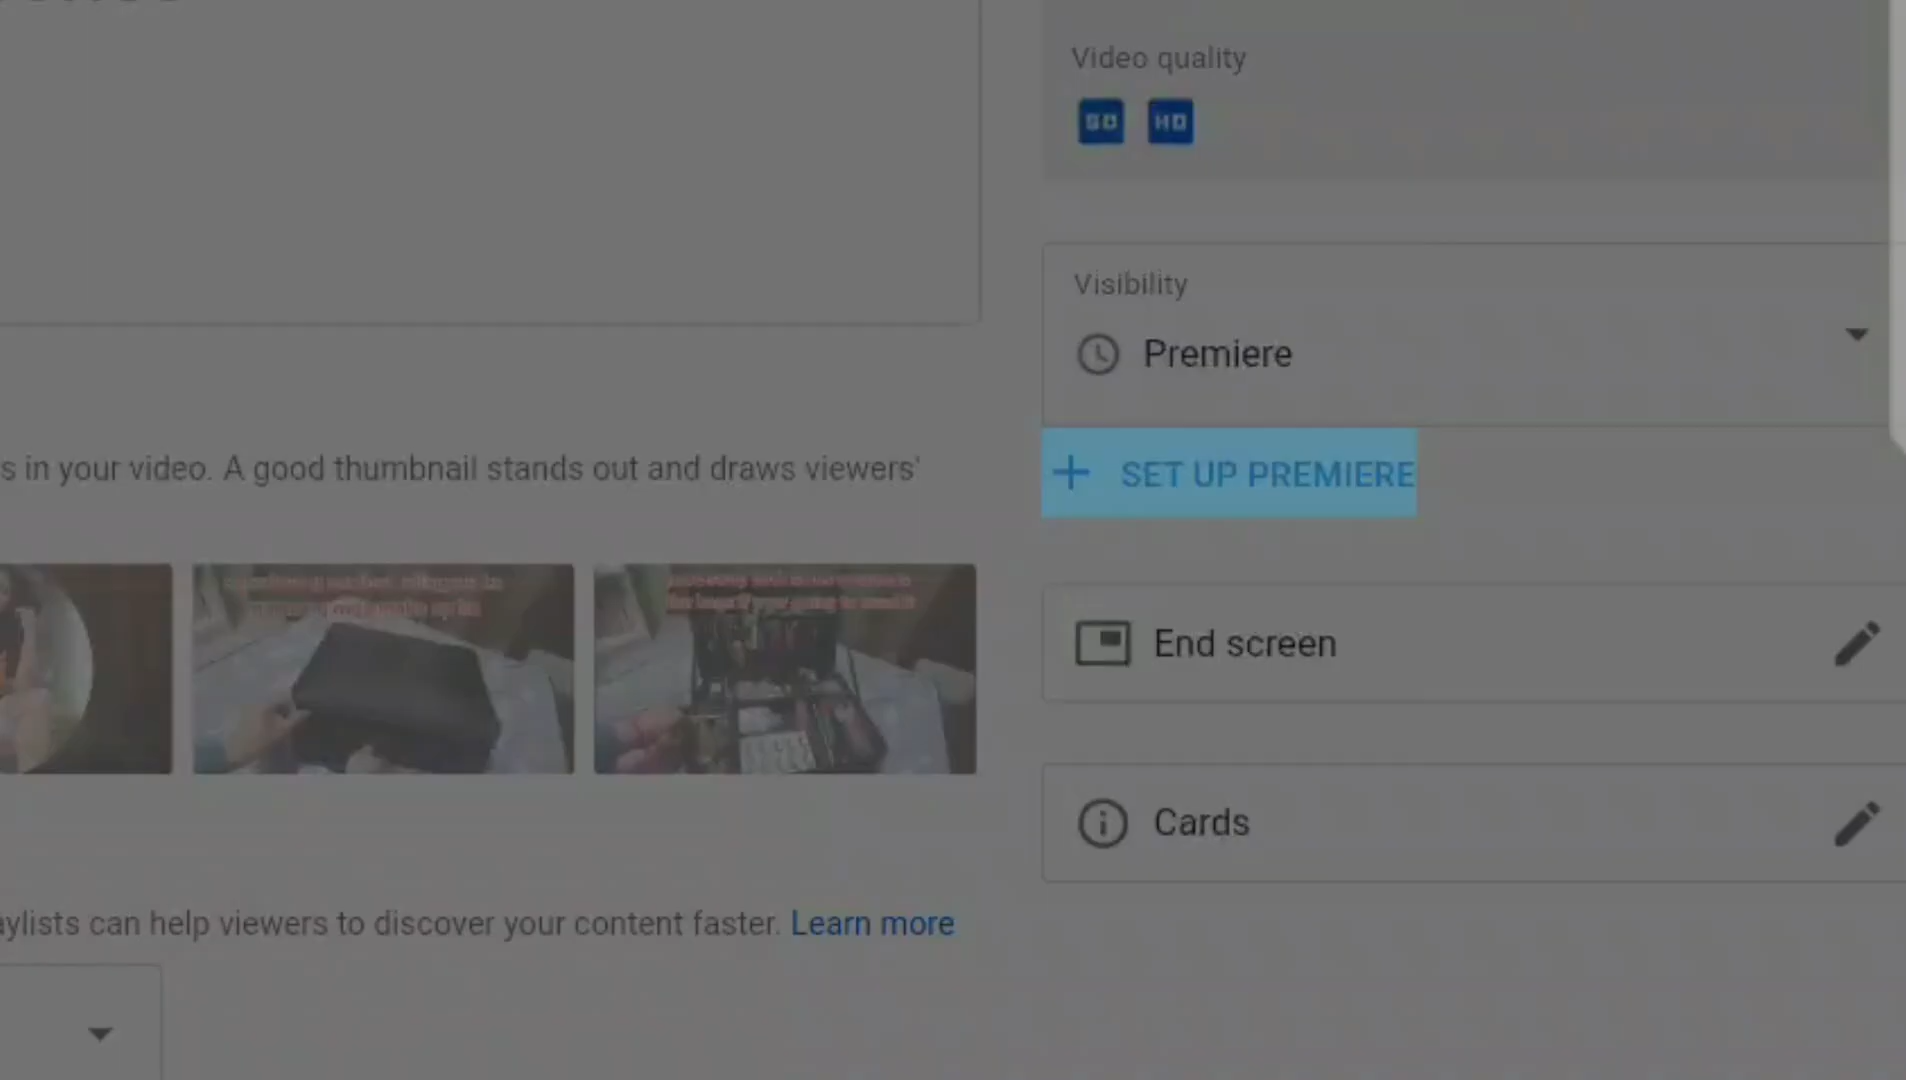 Video quality
SD HD
Visibility
Premiere
SET UP PREMIERE
s in your video. A good thumbnail stands out and draws viewers'
End screen
Cards
aylists can help viewers to discover your content faster. Learn more